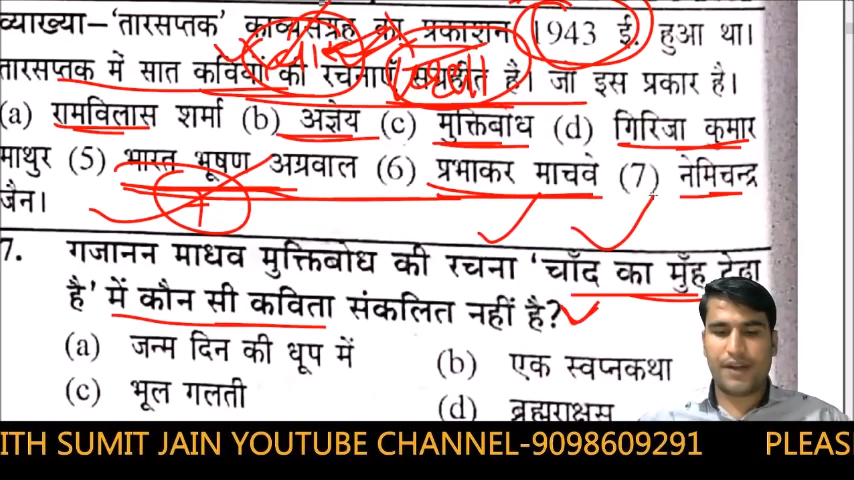 व्याख्या–'तारसप्तक' काव्यसंग्रह का प्रकाशन 1943 ई. हुआ था।
तारसप्तक में सात कवियों की रचनाएँ संग्रहीत है। जो इस प्रकार है।
(a) रामविलास शर्मा (b) अज्ञेय (c) मुक्तिबोध (d) गिरिजा कुमार
माथुर (5) भारत भूषण अग्रवाल (6) प्रभाकर माचवे (7) नेमिचन्द्र
जैन।
7. गजानन माधव मुक्तिबोध की रचना 'चाँद का मुँह टेढ़ा
है' में कौन सी कविता संकलित नहीं है?
(a) जन्म दिन की धूप में (b) एक स्वप्नकथा
(c) भूल गलती (d) ब्रह्मराक्षस
ITH SUMIT JAIN YOUTUBE CHANNEL-9098609291 PLEAS